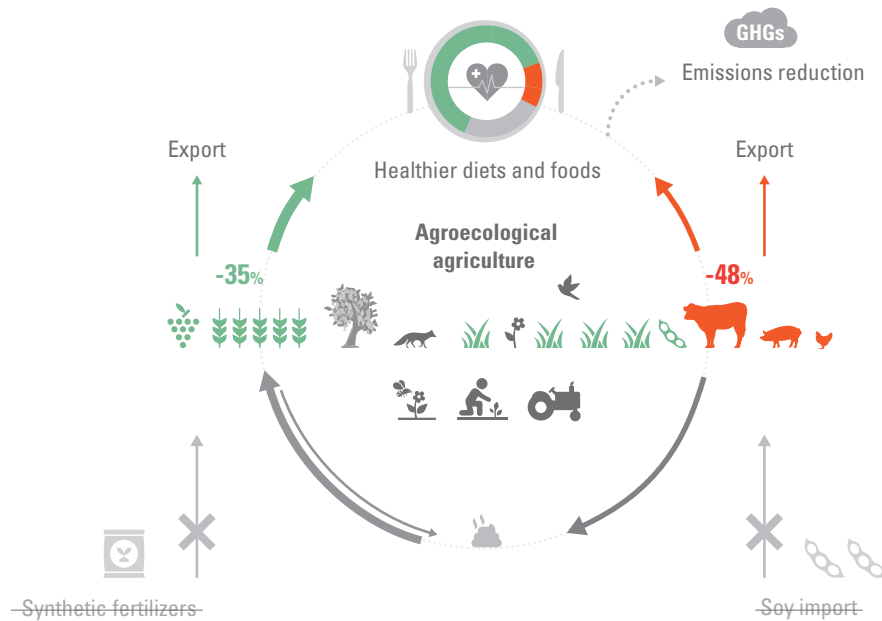 GHGs
Emissions reduction
Export
Export
Healthier diets and foods
Agroecological
agriculture
-35%
-48%
Synthetic fertilizers
Soy import